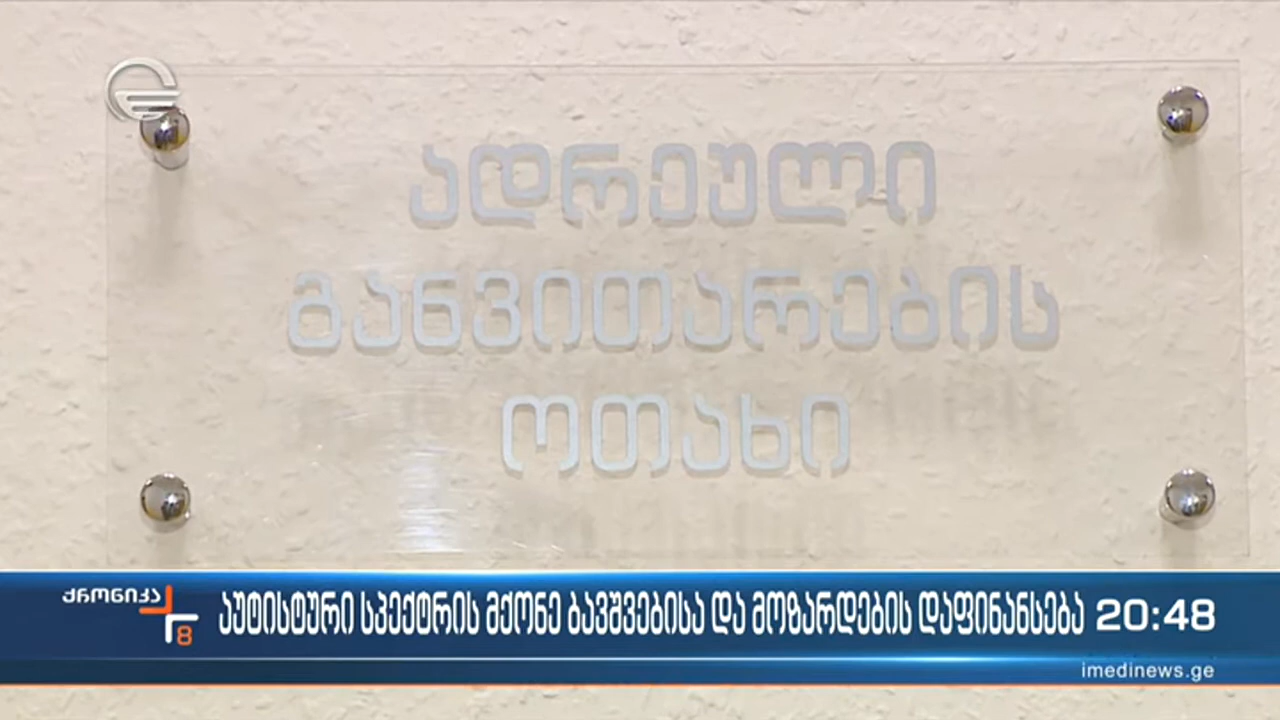 ადრეული
განვითარების
ოთახი
ქრონიკა
8
აუტისტური სპექტრის მქონე ბავშვებისა და მოზარდების დაფინანსება
20:48
imedinews.ge